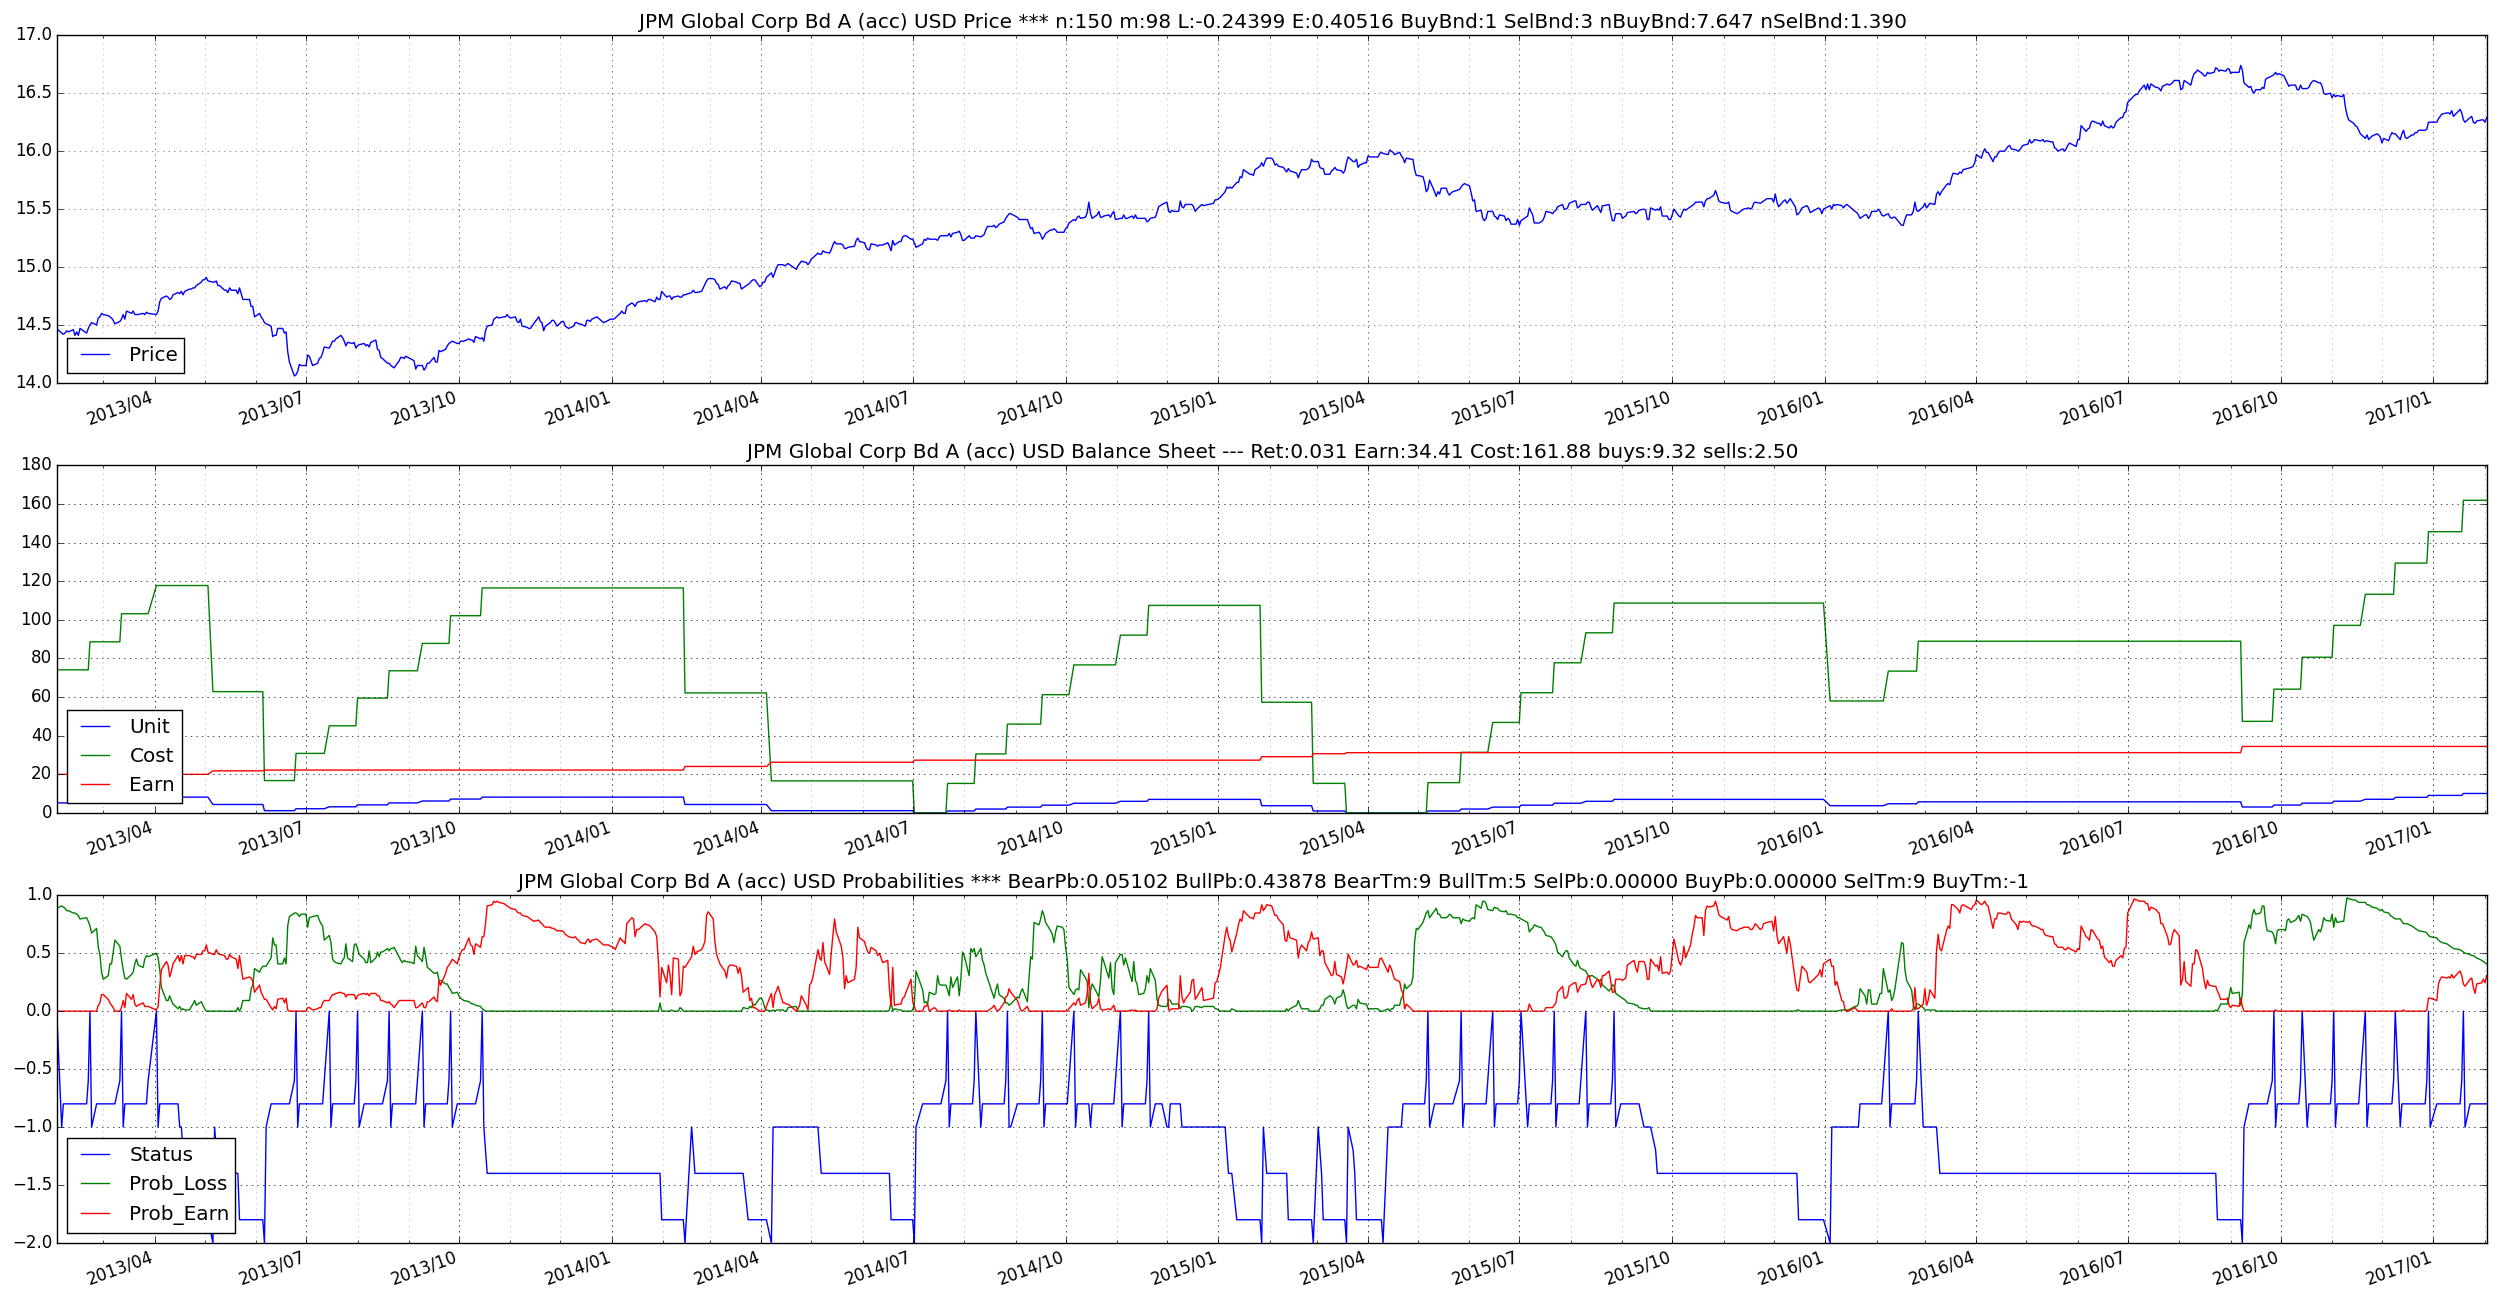 JPM Global Corp Bd A (acc) USD Price *** n:150 m:98 L:-0.24399 E:0.40516 BuyBnd:1 SelBnd:3 nBuyBnd:7.647 nSelBnd:1.390
17.0
16.5
16.0
15.5
15.0
14.5
14.0
Price
2013/04 2013/07 2013/10 2014/01 2014/04 2014/07 2014/10 2015/01 2015/04 2015/07 2015/10 2016/01 2016/04 2016/07 2016/10 2017/01
JPM Global Corp Bd A (acc) USD Balance Sheet --- Ret:0.031 Earn:34.41 Cost:161.88 buys:9.32 sells:2.50
180
160
140
120
100
80
60
40
20
0
Unit
Cost
Earn
2013/04 2013/07 2013/10 2014/01 2014/04 2014/07 2014/10 2015/01 2015/04 2015/07 2015/10 2016/01 2016/04 2016/07 2016/10 2017/01
JPM Global Corp Bd A (acc) USD Probabilities *** BearPb:0.05102 BullPb:0.43878 BearTm:9 BullTm:5 SelPb:0.00000 BuyPb:0.00000 SelTm:9 BuyTm:-1
1.0
0.5
0.0
−0.5
−1.0
−1.5
−2.0
Status
Prob_Loss
Prob_Earn
2013/04 2013/07 2013/10 2014/01 2014/04 2014/07 2014/10 2015/01 2015/04 2015/07 2015/10 2016/01 2016/04 2016/07 2016/10 2017/01